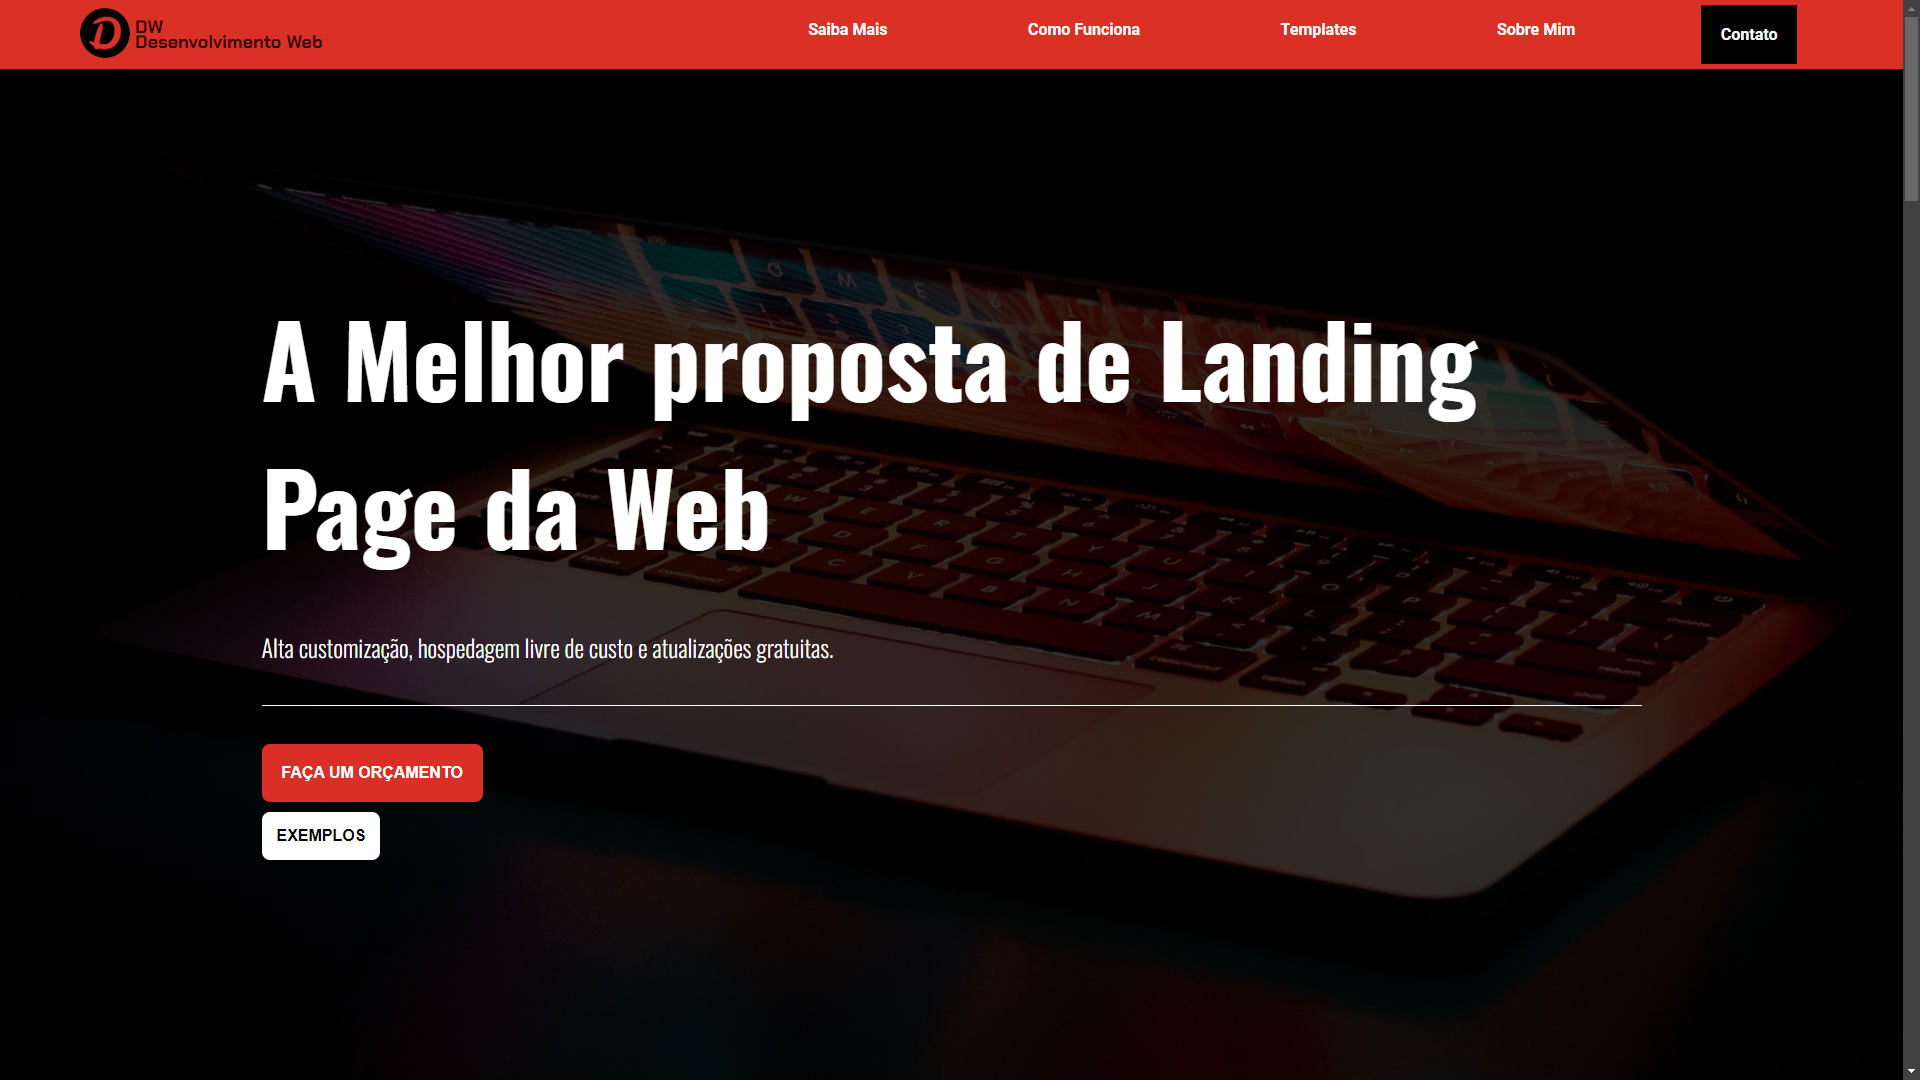 DW
Desenvolvimento Web
Saiba Mais
Como Funciona
Templates
Sobre Mim
Contato
A Melhor proposta de Landing
Page da Web
Alta customização, hospedagem livre de custo e atualizações gratuitas.
FAÇA UM ORÇAMENTO
EXEMPLOS